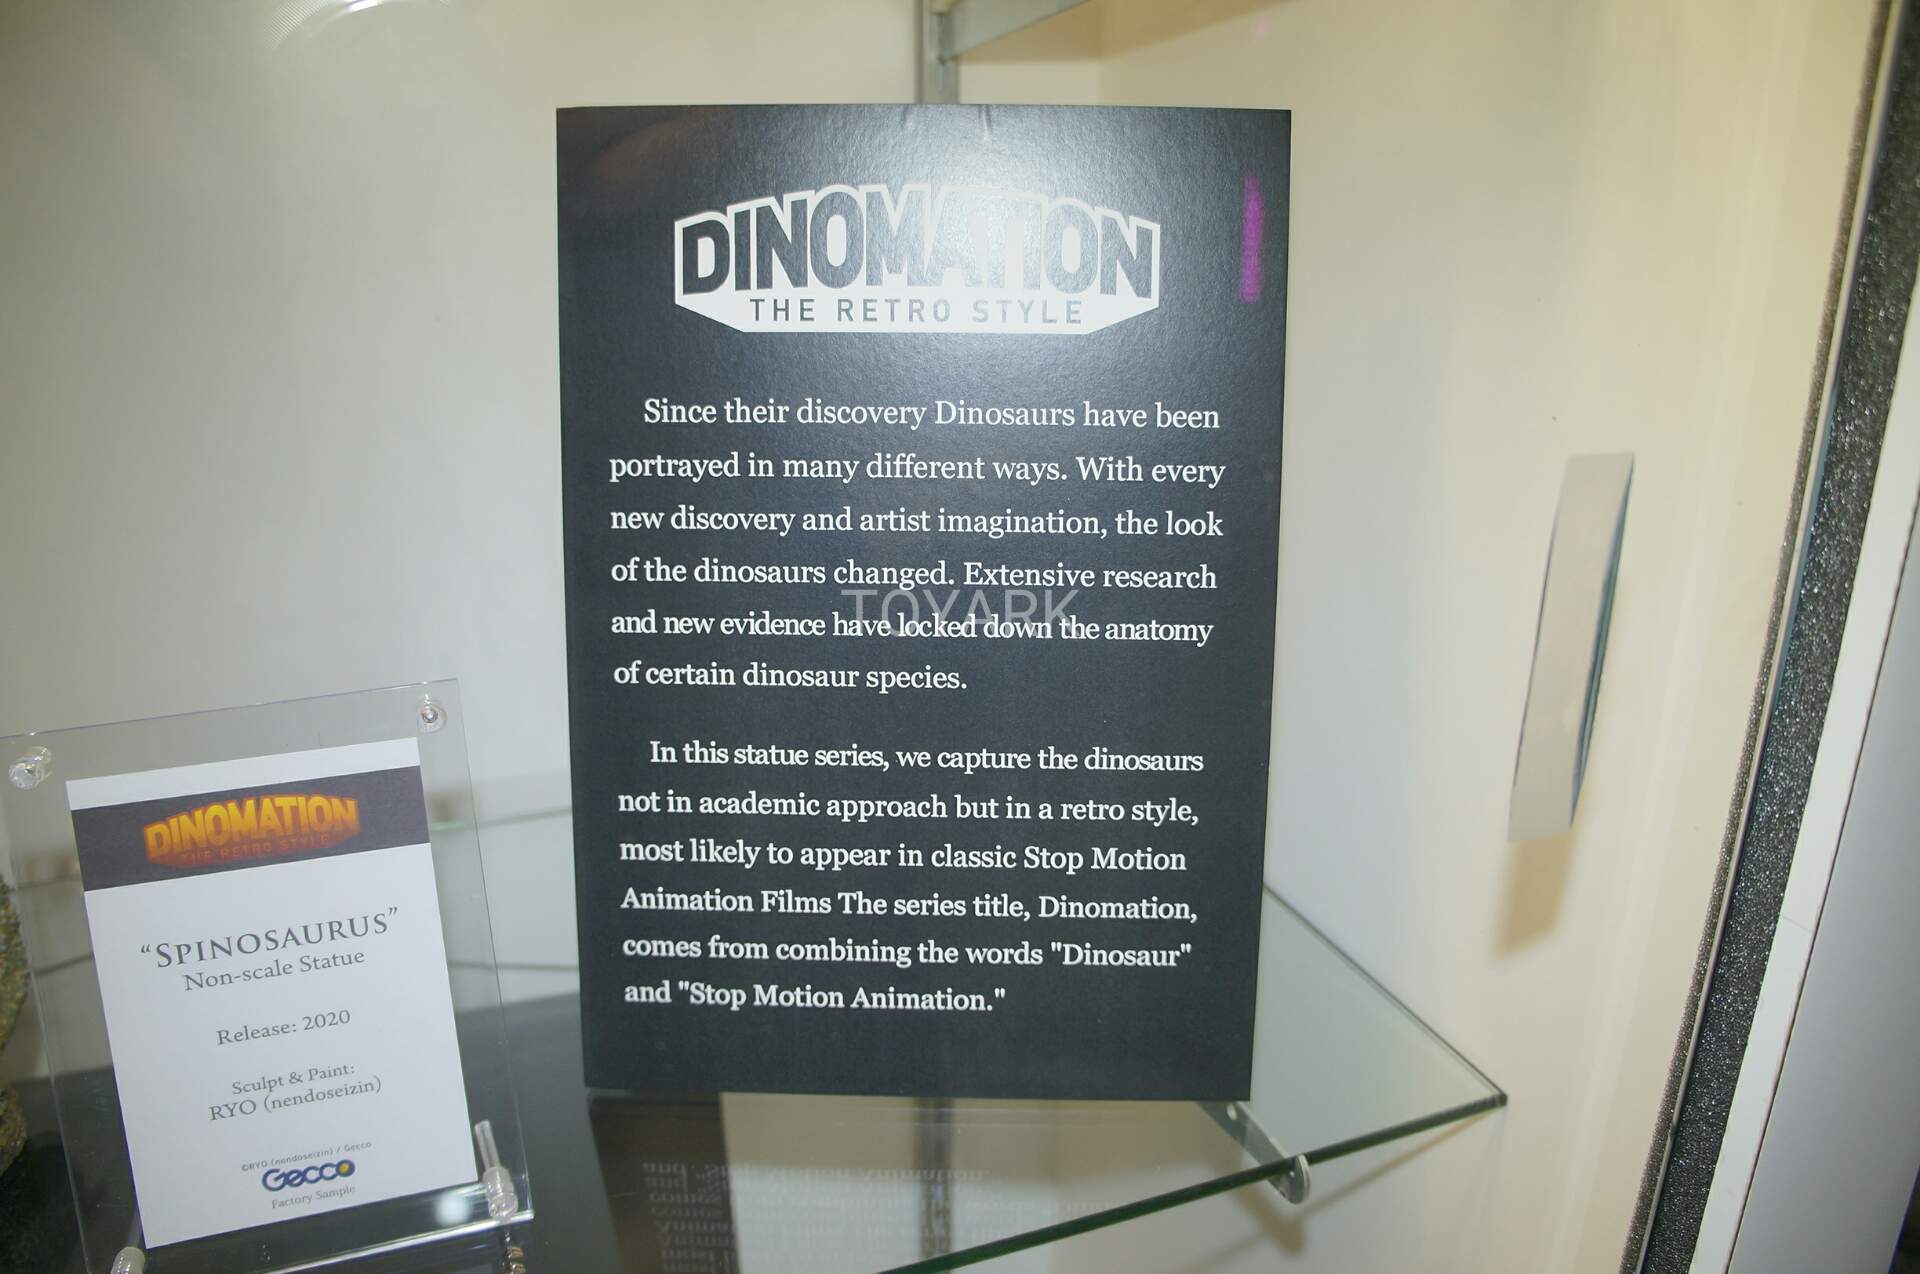 DINOMATION
THE RETRO STYLE
Since their discovery Dinosaurs have been
portrayed in many different ways. With every
new discovery and artist imagination, the look
of the dinosaurs changed. Extensive research
and new evidence have locked down the anatomy
of certain dinosaur species.
In this statue series, we capture the dinosaurs
not in academic approach but in a retro style,
most likely to appear in classic Stop Motion
Animation Films The series title, Dinomation,
comes from combining the words "Dinosaur"
and "Stop Motion Animation."
TOYARK
DINOMATION
THE RETRO STYLE
“SPINOSAURUS”
Non-scale Statue
Release: 2020
Sculpt & Paint:
RYO (nendoseizin)
©RYO (nendoseizin) / Gecco
Gecco
Factory Sample